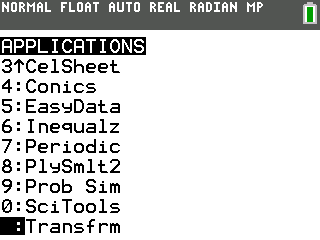 NORMAL FLOAT AUTO REAL RADIAN MP
APPLICATIONS
3↑CelSheet
4:Conics
5:EasyData
6:Inequalz
7:Periodic
8:PlySmlt2
9:Prob Sim
0:SciTools
:Transfrm